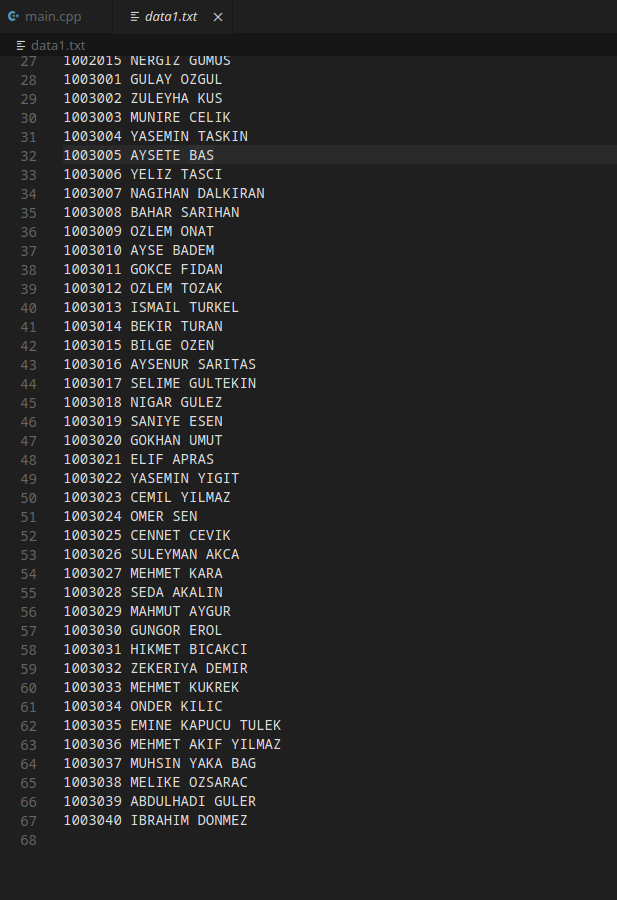 main.cpp
data1.txt
data1.txt
27 1002015 NERGIZ GUMUS
28 1003001 GULAY OZGUL
29 1003002 ZULEYHA KUS
30 1003003 MUNIRE CELIK
31 1003004 YASEMIN TASKIN
32 1003005 AYSETE BAS
33 1003006 YELIZ TASCI
34 1003007 NAGIHAN DALKIRAN
35 1003008 BAHAR SARIHAN
36 1003009 OZLEM ONAT
37 1003010 AYSE BADEM
38 1003011 GOKCE FIDAN
39 1003012 OZLEM TOZAK
40 1003013 ISMAIL TURKEL
41 1003014 BEKIR TURAN
42 1003015 BILGE OZEN
43 1003016 AYSENUR SARITAS
44 1003017 SELIME GULTEKIN
45 1003018 NIGAR GULEZ
46 1003019 SANIYE ESEN
47 1003020 GOKHAN UMUT
48 1003021 ELIF APRAS
49 1003022 YASEMIN YIGIT
50 1003023 CEMIL YILMAZ
51 1003024 OMER SEN
52 1003025 CENNET CEVIK
53 1003026 SULEYMAN AKCA
54 1003027 MEHMET KARA
55 1003028 SEDA AKALIN
56 1003029 MAHMUT AYGUR
57 1003030 GUNGOR EROL
58 1003031 HIKMET BICAKCI
59 1003032 ZEKERIYA DEMIR
60 1003033 MEHMET KUKREK
61 1003034 ONDER KILIC
62 1003035 EMINE KAPUCU TULEK
63 1003036 MEHMET AKIF YILMAZ
64 1003037 MUHSIN YAKA BAG
65 1003038 MELIKE OZSARAC
66 1003039 ABDULHADI GULER
67 1003040 IBRAHIM DONMEZ
68